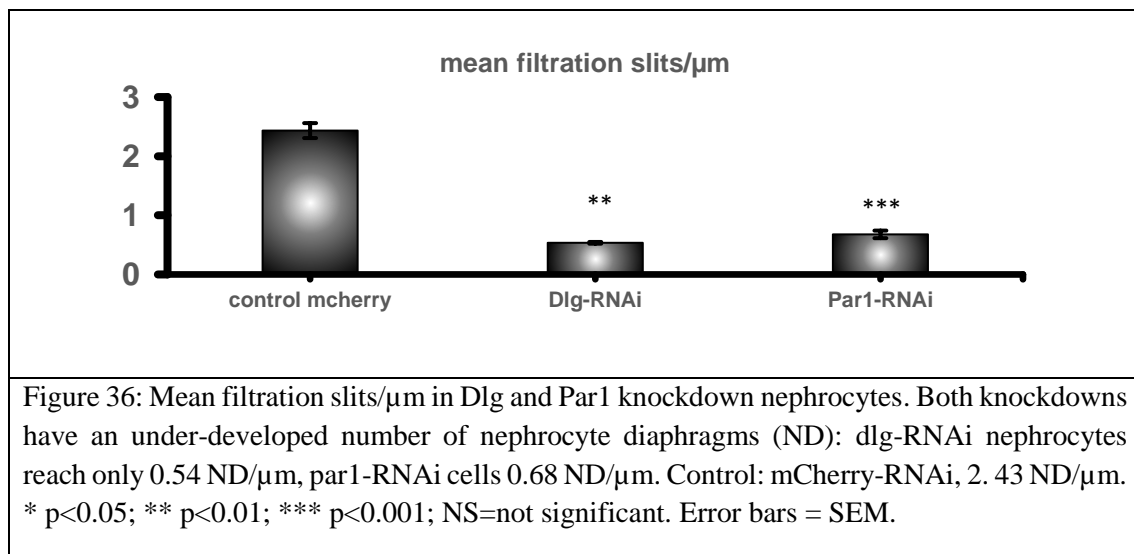 mean filtration slits/µm
3
2
1
0
**
***
control mcherry
Dlg-RNAi
Par1-RNAi
Figure 36: Mean filtration slits/µm in Dlg and Par1 knockdown nephrocytes. Both knockdowns
have an under-developed number of nephrocyte diaphragms (ND): dlg-RNAi nephrocytes
reach only 0.54 ND/µm, par1-RNAi cells 0.68 ND/µm. Control: mCherry-RNAi, 2. 43 ND/µm.
* p<0.05; ** p<0.01; *** p<0.001; NS=not significant. Error bars = SEM.